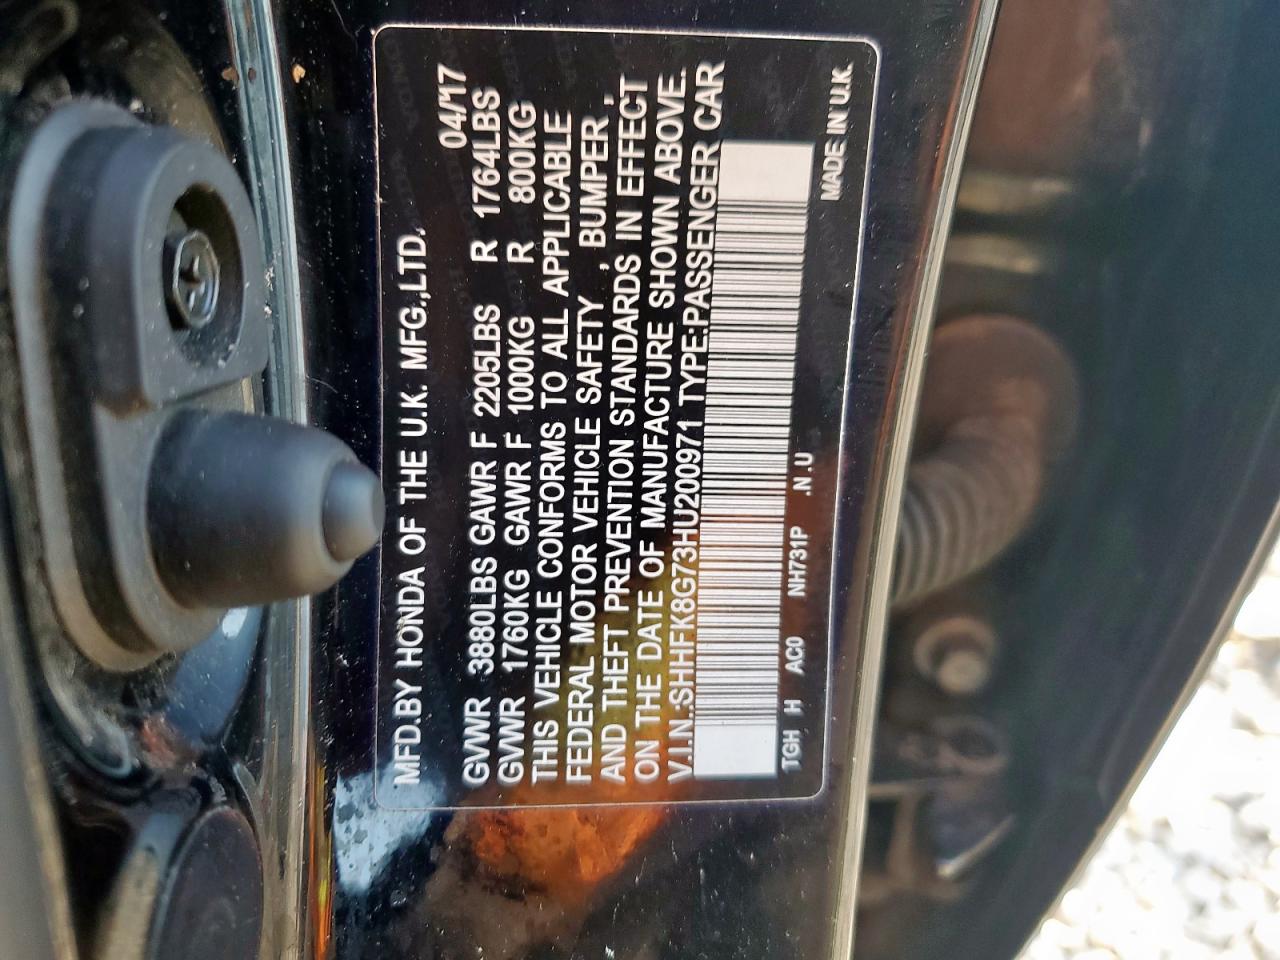 MFD.BY HONDA OF THE U.K. MFG.,LTD.
04/17
GVWR 3880LBS GAWR F 2205LBS R 1764LBS
GVWR 1760KG GAWR F 1000KG R 800KG
THIS VEHICLE CONFORMS TO ALL APPLICABLE
FEDERAL MOTOR VEHICLE SAFETY , BUMPER ,
AND THEFT PREVENTION STANDARDS IN EFFECT
ON THE DATE OF MANUFACTURE SHOWN ABOVE.
V.I.N.:SHHFK8G73HU200971 TYPE:PASSENGER CAR
TGH H AC0 NH731P .N.U
MADE IN U.K.